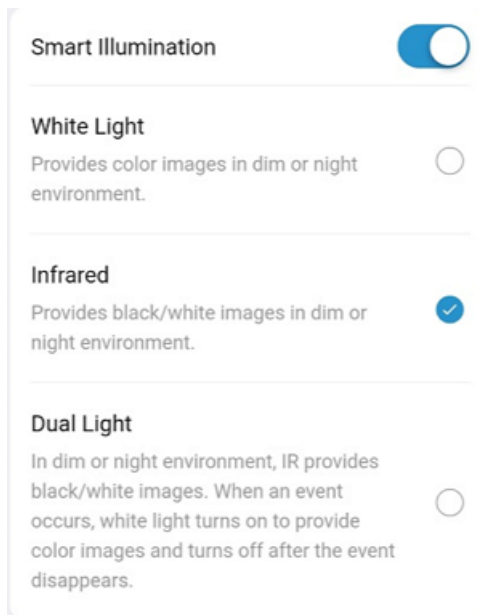 Smart Illumination
White Light
Provides color images in dim or night
environment.
Infrared
Provides black/white images in dim or
night environment.
Dual Light
In dim or night environment, IR provides
black/white images. When an event
occurs, white light turns on to provide
color images and turns off after the event
disappears.